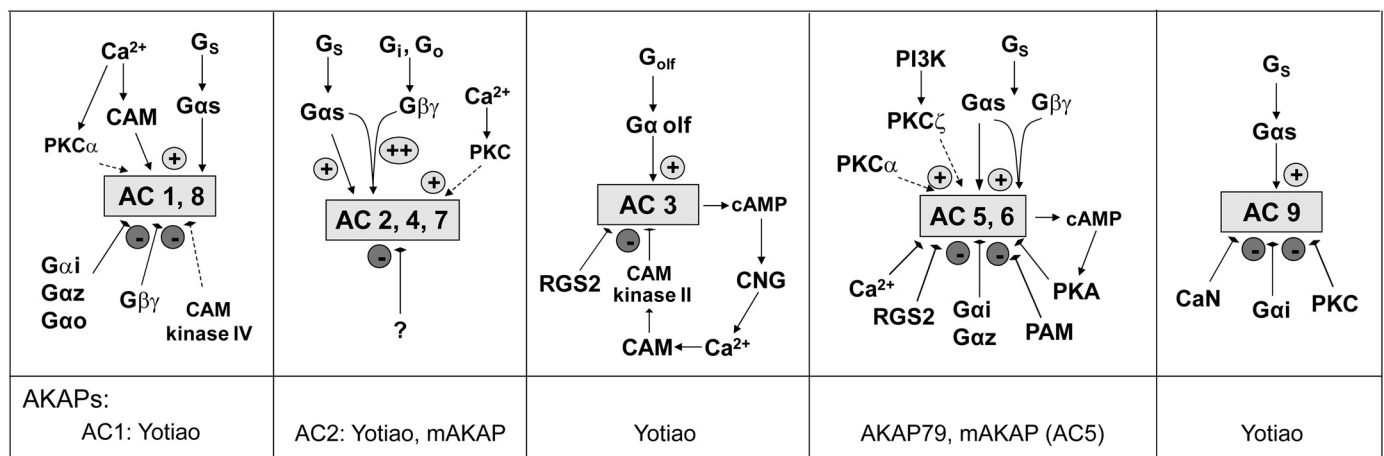 Ca²⁺
Gs
CAM
Gαs
PKCα
+
AC 1, 8
-
-
Gαi
Gαz
Gαo
Gβγ
CAM
kinase IV
Gs
Gi, Go
Gαs
Gβγ
Ca²⁺
PKC
+
++
+
AC 2, 4, 7
-
?
Golf
Gα olf
+
AC 3
cAMP
-
RGS2
CAM
kinase II
CNG
CAM
Ca²⁺
PI3K
Gs
PKCζ
Gαs
Gβγ
PKCα
+
+
AC 5, 6
cAMP
-
-
Ca²⁺
RGS2
Gαi
Gαz
PAM
PKA
Gs
Gαs
+
AC 9
-
-
CaN
Gαi
PKC
AKAPs:
AC1: Yotiao
AC2: Yotiao, mAKAP
Yotiao
AKAP79, mAKAP (AC5)
Yotiao